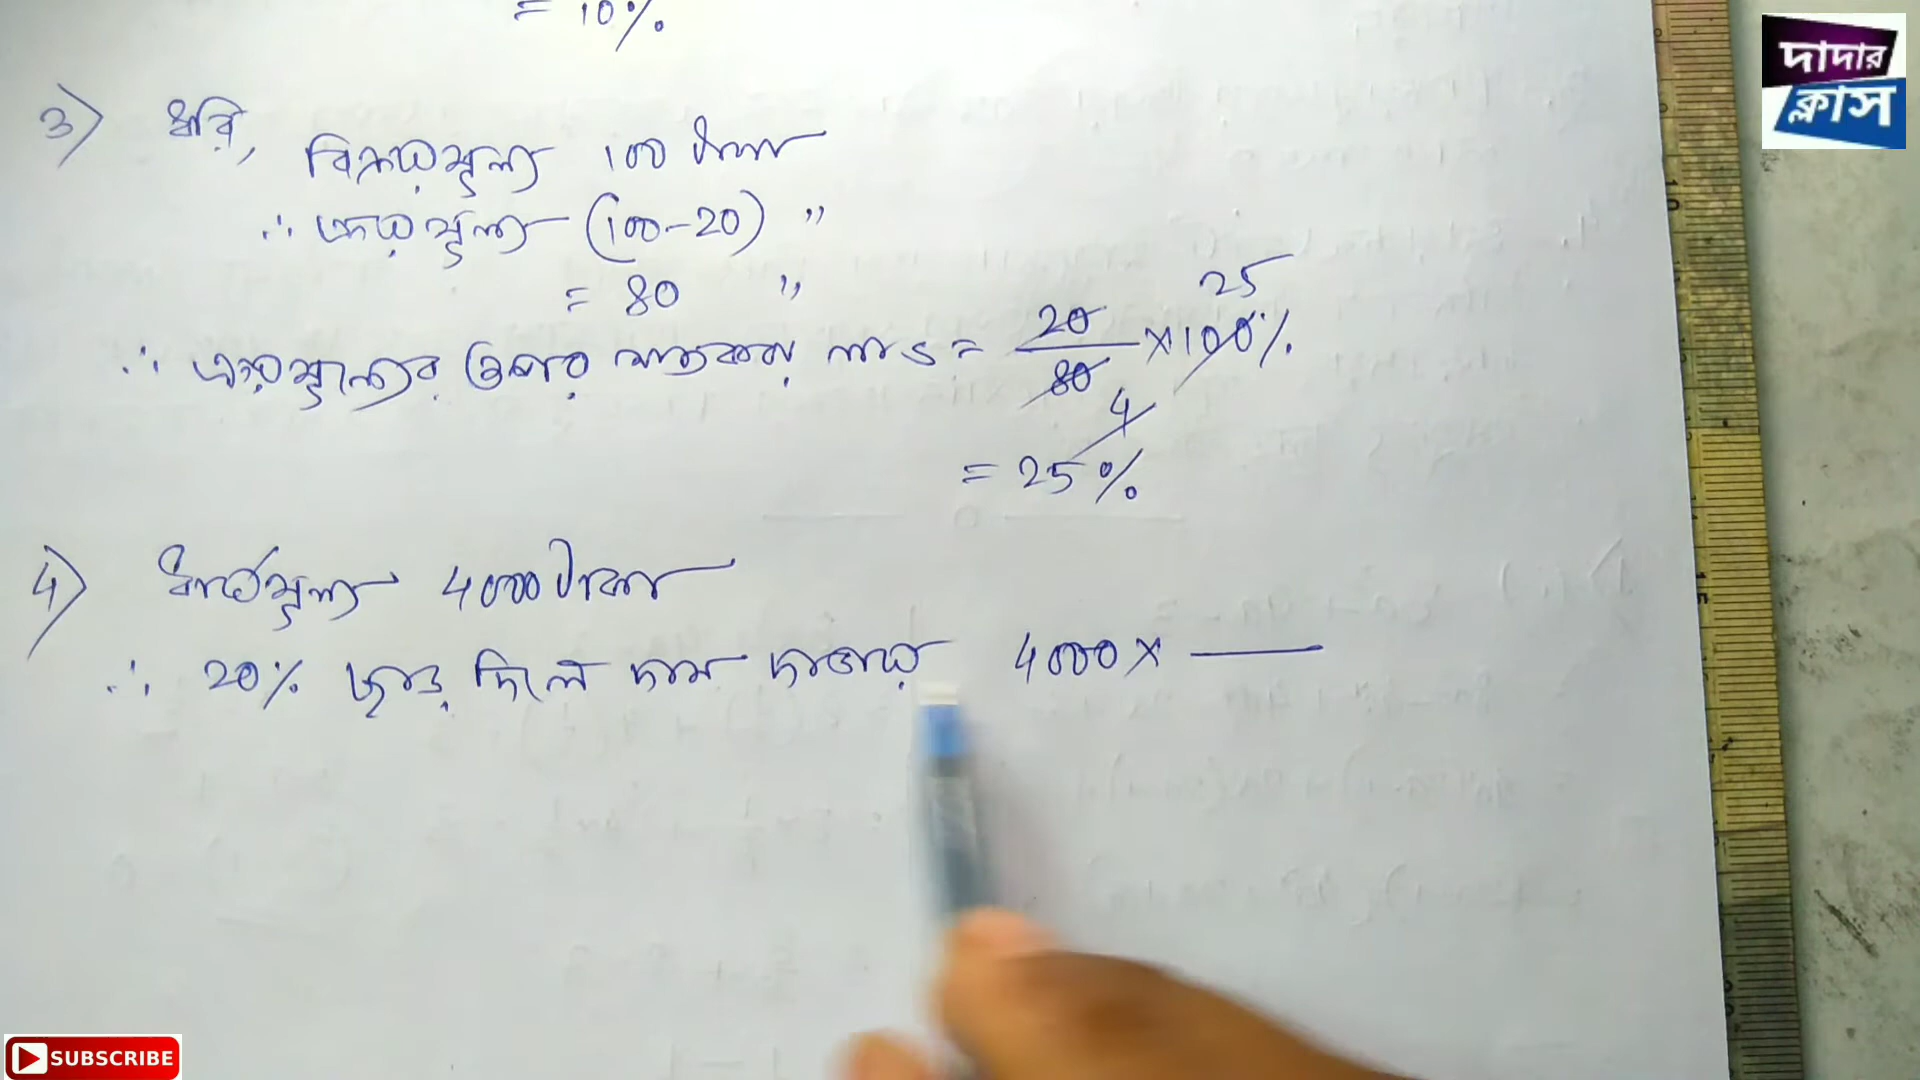 = 10%
3) ধরি,
বিক্রয়মূল্য 100 টাকা
∴ ক্রয়মূল্য (100-20) "
= 80 "
∴ ক্রয়মূল্যের উপর শতকরা লাভ = 20/80 × 100% 25 4
= 25%
4) ধার্যমূল্য 4000 টাকা
∴ 20% ছাড় দিলে দাম দাঁড়ায় 4000 ×
দাদার
ক্লাস
SUBSCRIBE